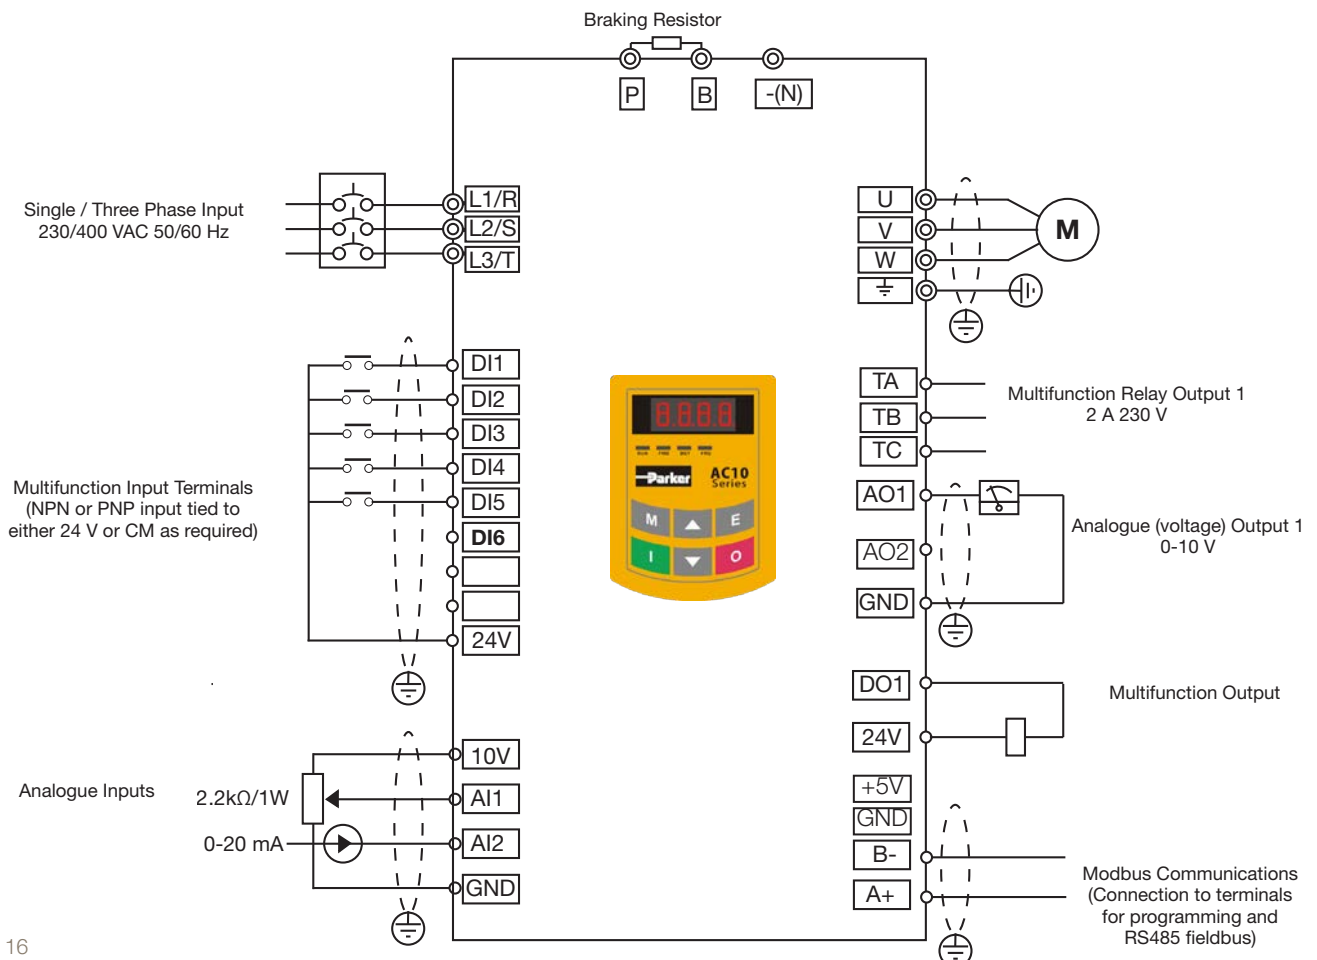 Braking Resistor
P
B
-(N)
Single / Three Phase Input
230/400 VAC 50/60 Hz
L1/R
L2/S
L3/T
U
V
W
M
DI1
DI2
DI3
DI4
DI5
DI6
24V
Multifunction Input Terminals
(NPN or PNP input tied to
either 24 V or CM as required)
8.8.8.8
Parker
AC10
Series
M
E
I
O
TA
TB
TC
Multifunction Relay Output 1
2 A 230 V
AO1
AO2
GND
Analogue (voltage) Output 1
0-10 V
DO1
24V
Multifunction Output
Analogue Inputs
2.2kΩ/1W
0-20 mA
10V
AI1
AI2
GND
+5V
GND
B-
A+
Modbus Communications
(Connection to terminals
for programming and
RS485 fieldbus)
16